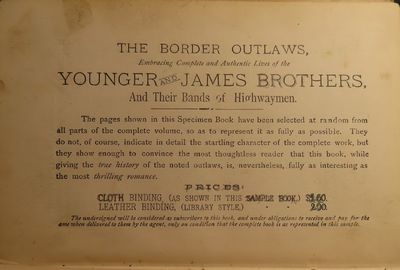 THE BORDER OUTLAWS,
Embracing Complete and Authentic Lives of the
YOUNGER AND JAMES BROTHERS,
And Their Bands of Highwaymen.
The pages shown in this Specimen Book have been selected at random from
all parts of the complete volume, so as to represent it as fully as possible. They
do not, of course, indicate in detail the startling character of the complete work, but
they show enough to convince the most thoughtless reader that this book, while
giving the true history of the noted outlaws, is, nevertheless, fully as interesting as
the most thrilling romance.
PRICES:
CLOTH BINDING, (AS SHOWN IN THIS SAMPLE BOOK,)
LEATHER BINDING, (LIBRARY STYLE,) - - 2.00.
The undersigned will be considered as subscribers to this book, and under obligations to receive and pay for the
same when delivered to them by the agent, only on condition that the complete book is as represented in this sample.